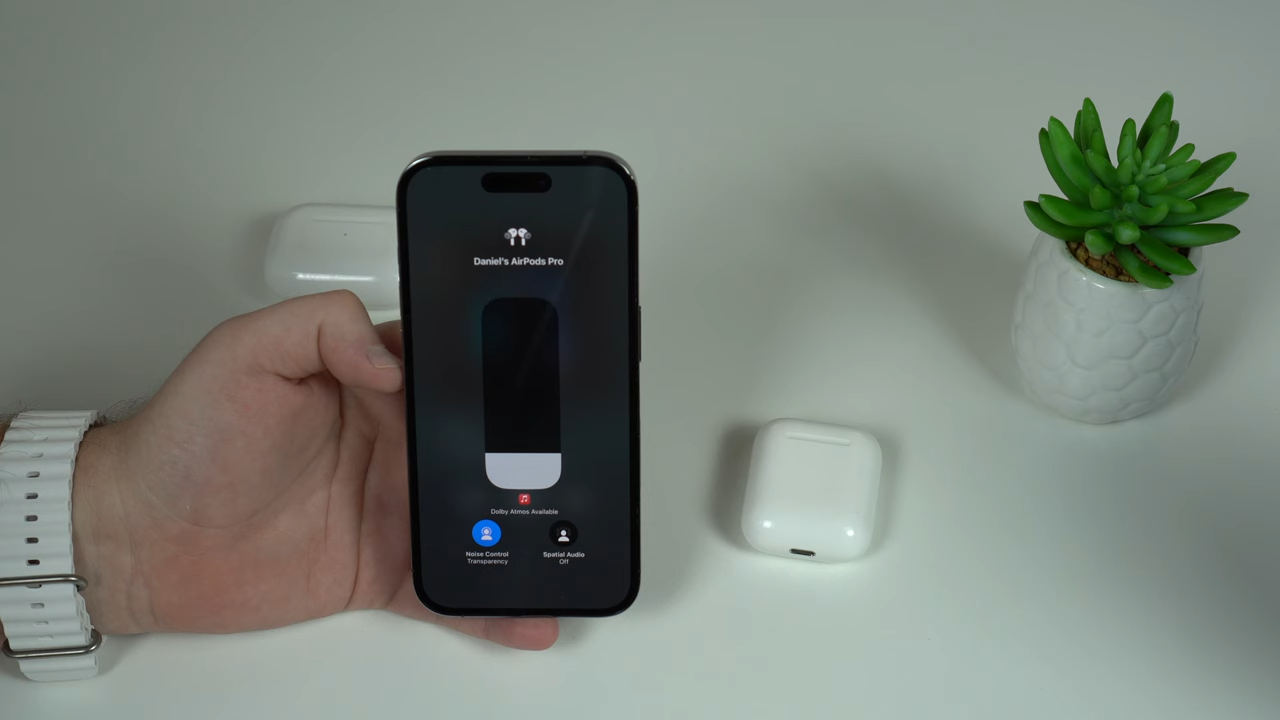 Daniel's AirPods Pro
Dolby Atmos Available
Noise Control
Transparency
Spatial Audio
Off